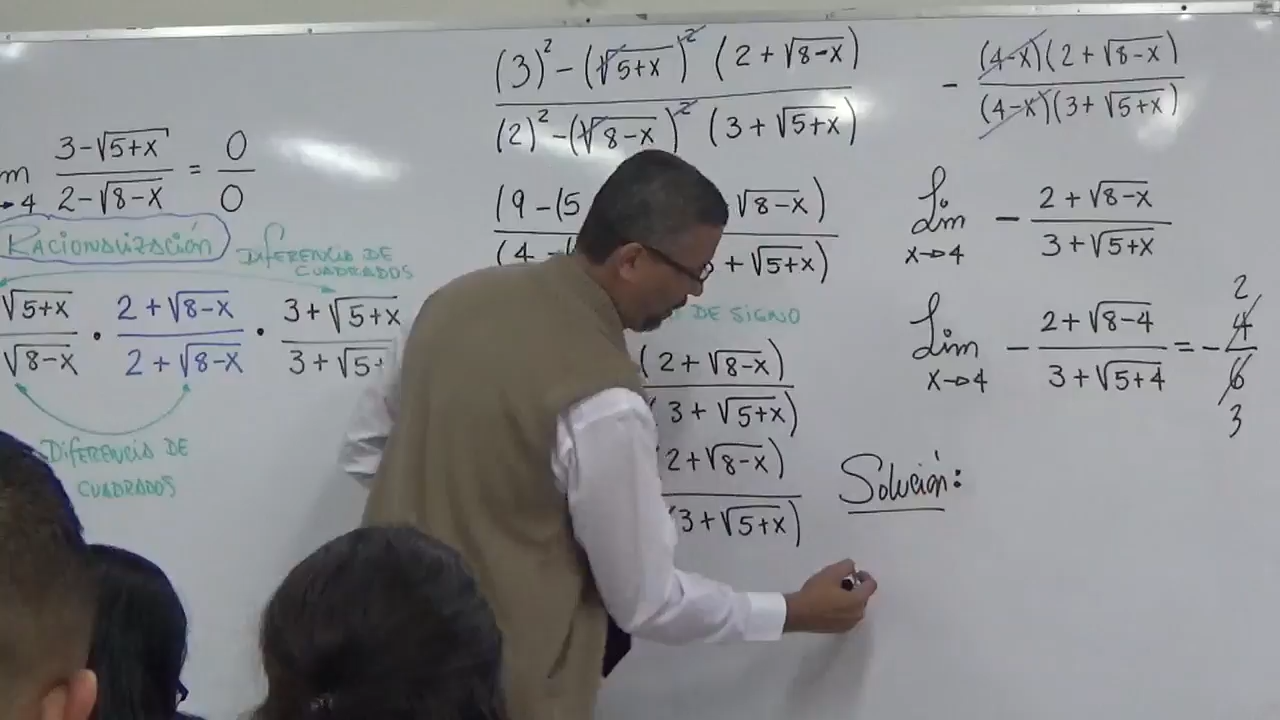 m 3-√5+x / 2-√8-x = 0/0
→4
Racionalización
Diferencia de
cuadrados
√5+x / √8-x · 2+√8-x / 2+√8-x · 3+√5+x / 3+√5+
Diferencia de
cuadrados
(3)² - (√5+x)² (2+√8-x)
(2)² - (√8-x)² (3+√5+x)
(9-(5 √8-x)
(4- +√5+x)
de signo
(2+√8-x)
(3+√5+x)
2+√8-x)
(3+√5+x)
- (4-x)(2+√8-x) / (4-x)(3+√5+x)
Lim x→4 - 2+√8-x / 3+√5+x
Lim x→4 - 2+√8-4 / 3+√5+4 = - 4/6
2
3
Solución: